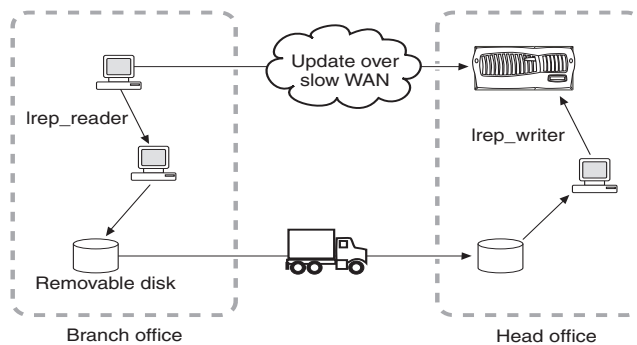 Update over
slow WAN
lrep_reader
lrep_writer
Removable disk
Branch office
Head office